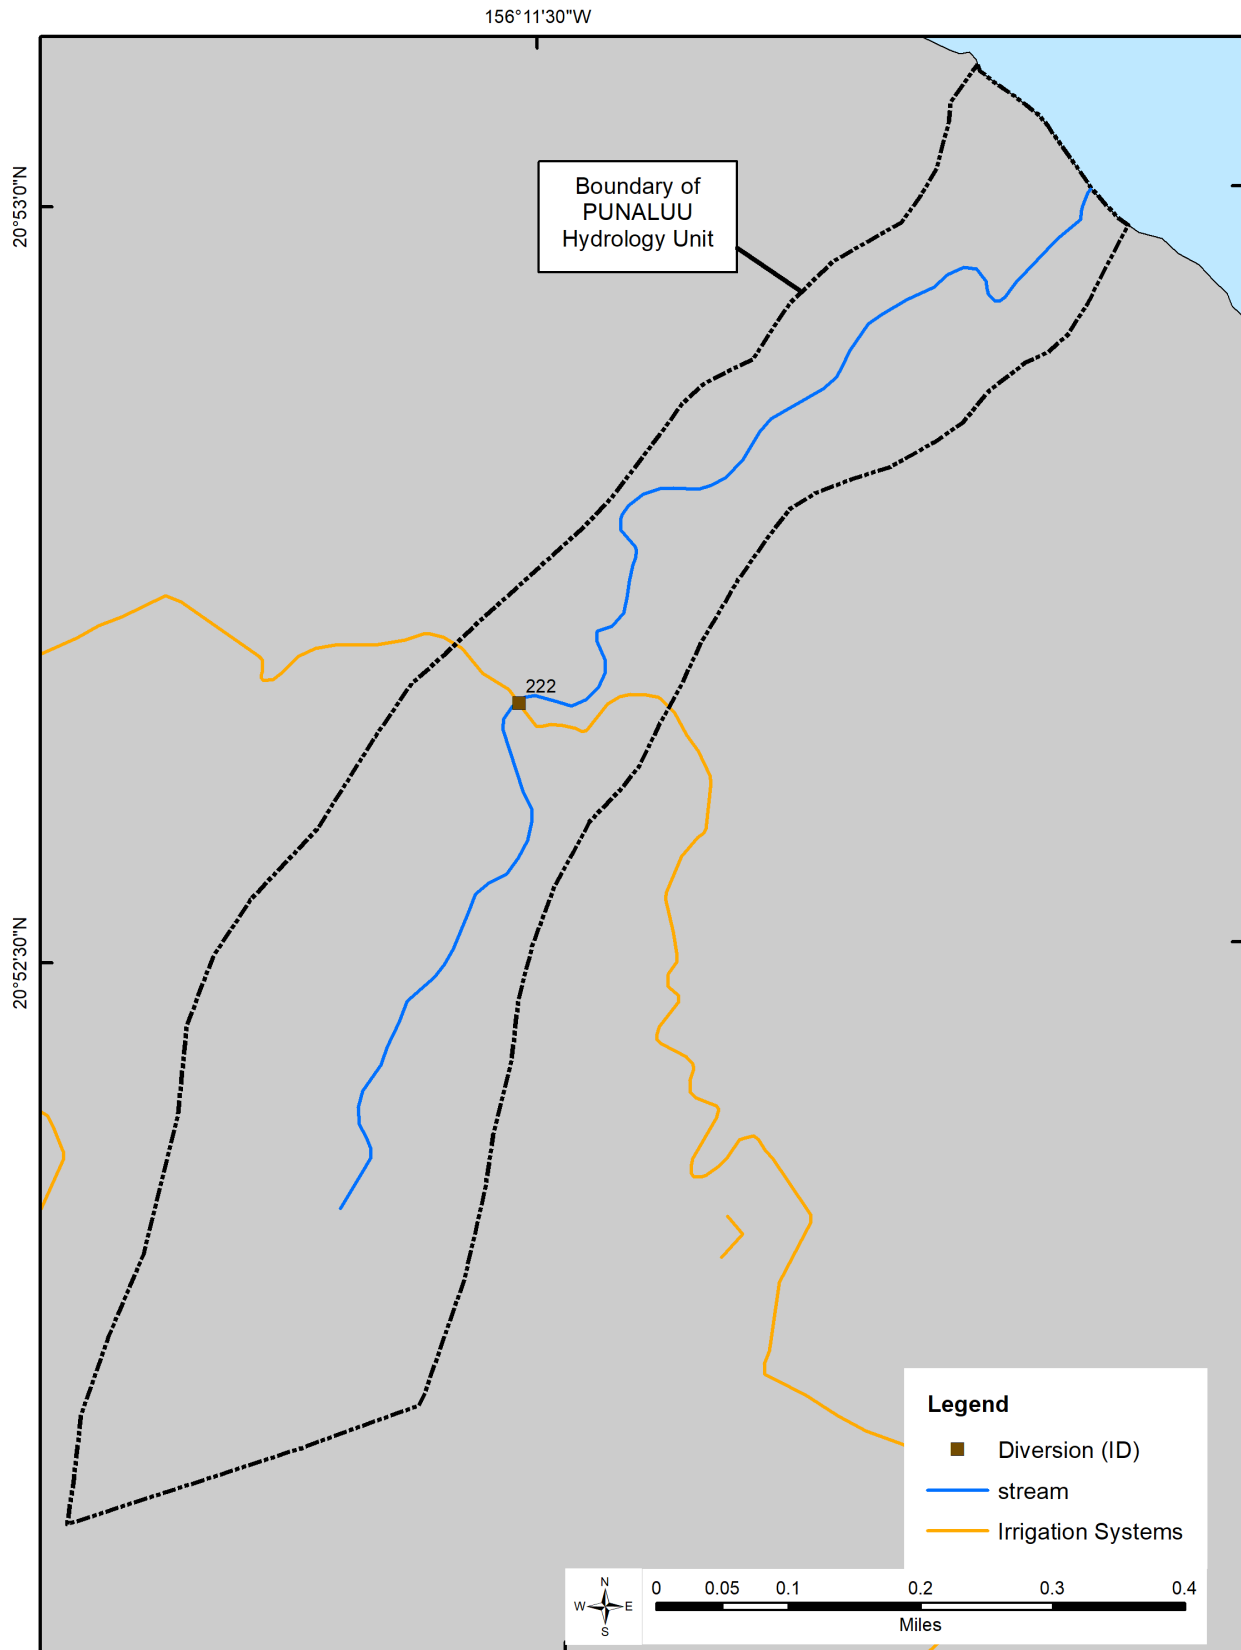 156°11'30"W
20°53'0"N
Boundary of
PUNALUU
Hydrology Unit
222
20°52'30"N
Legend
Diversion (ID)
stream
Irrigation Systems
N
W E
S
0 0.05 0.1 0.2 0.3 0.4
Miles